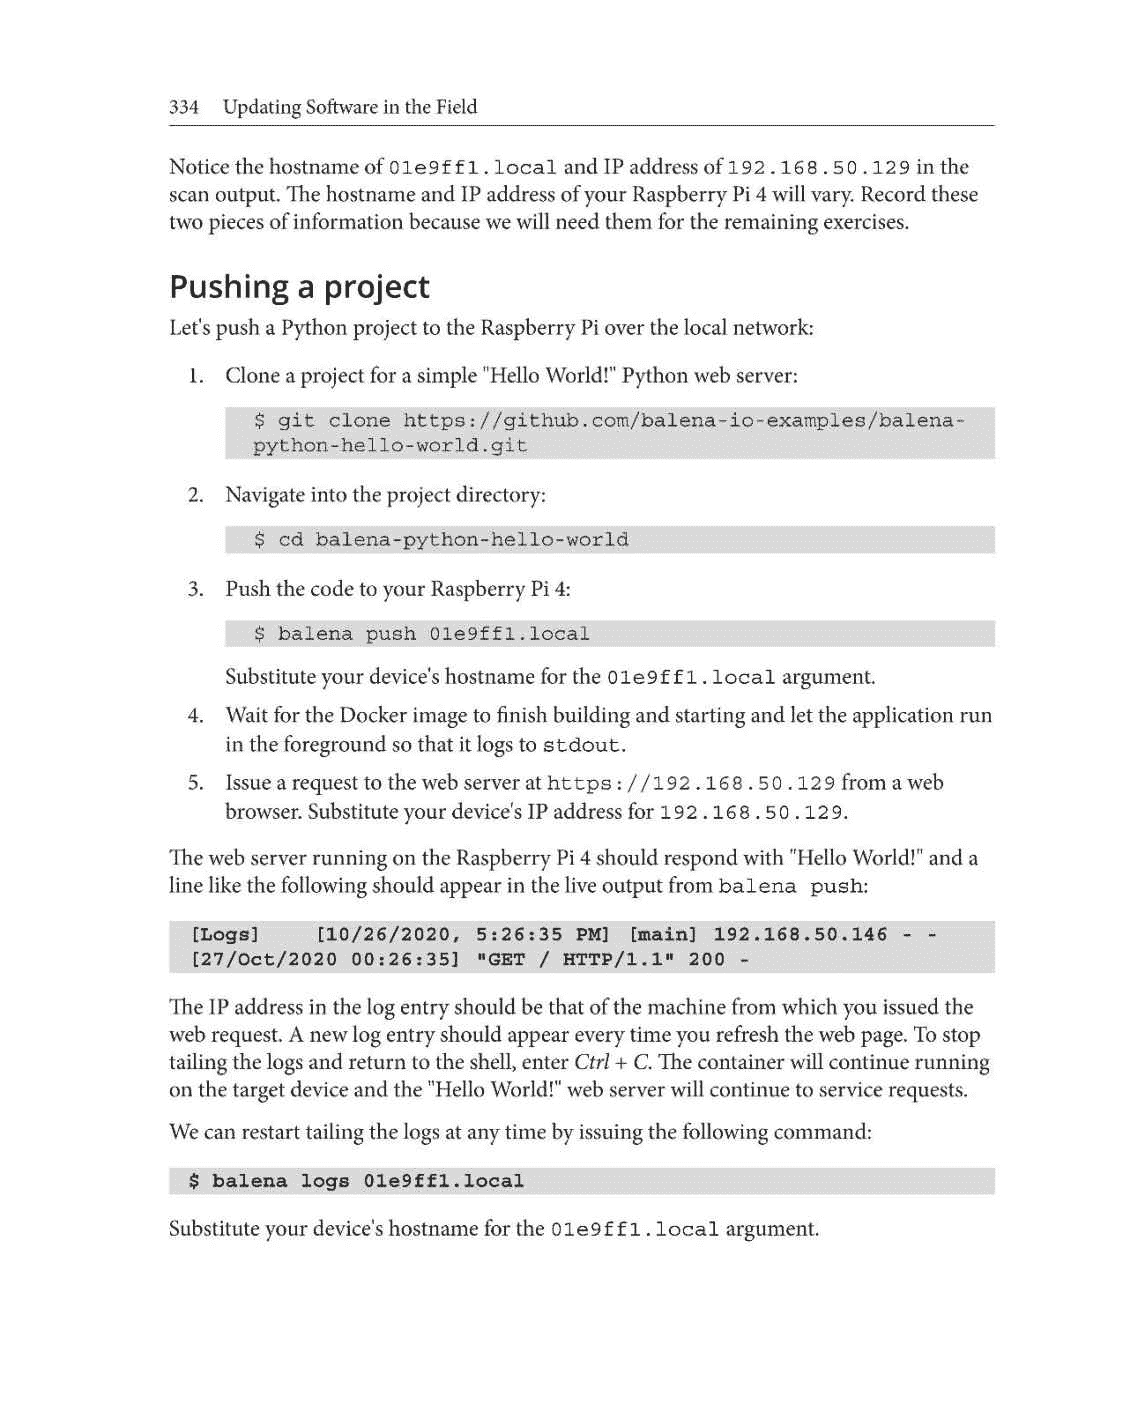 334 Updating Software in the Field
Notice the hostname of 01e9ff1.local and IP address of 192.168.50.129 in the
scan output. The hostname and IP address of your Raspberry Pi 4 will vary. Record these
two pieces of information because we will need them for the remaining exercises.
Pushing a project
Let's push a Python project to the Raspberry Pi over the local network:
1. Clone a project for a simple "Hello World!" Python web server:
$ git clone https://github.com/balena-io-examples/balena-
python-hello-world.git
2. Navigate into the project directory:
$ cd balena-python-hello-world
3. Push the code to your Raspberry Pi 4:
$ balena push 01e9ff1.local
Substitute your device's hostname for the 01e9ff1.local argument.
4. Wait for the Docker image to finish building and starting and let the application run
in the foreground so that it logs to stdout.
5. Issue a request to the web server at https://192.168.50.129 from a web
browser. Substitute your device's IP address for 192.168.50.129.
The web server running on the Raspberry Pi 4 should respond with "Hello World!" and a
line like the following should appear in the live output from balena push:
[Logs] [10/26/2020, 5:26:35 PM] [main] 192.168.50.146 - -
[27/Oct/2020 00:26:35] "GET / HTTP/1.1" 200 -
The IP address in the log entry should be that of the machine from which you issued the
web request. A new log entry should appear every time you refresh the web page. To stop
tailing the logs and return to the shell, enter Ctrl + C. The container will continue running
on the target device and the "Hello World!" web server will continue to service requests.
We can restart tailing the logs at any time by issuing the following command:
$ balena logs 01e9ff1.local
Substitute your device's hostname for the 01e9ff1.local argument.